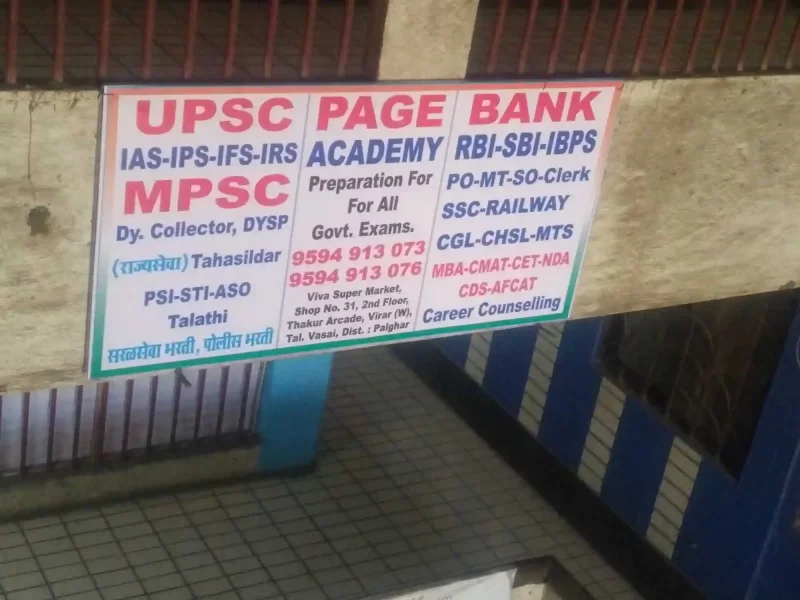 UPSC
IAS-IPS-IFS-IRS
MPSC
Dy. Collector, DYSP
(राज्यसेवा) Tahasildar
PSI-STI-ASO
Talathi
सरळसेवा भरती, पोलीस भरती
PAGE
ACADEMY
Preparation For
For All
Govt. Exams.
9594 913 073
9594 913 076
Viva Super Market,
Shop No. 31, 2nd Floor,
Thakur Arcade, Virar (W),
Tal. Vasai, Dist. : Palghar
BANK
RBI-SBI-IBPS
PO-MT-SO-Clerk
SSC-RAILWAY
CGL-CHSL-MTS
MBA-CMAT-CET-NDA
CDS-AFCAT
Career Counselling